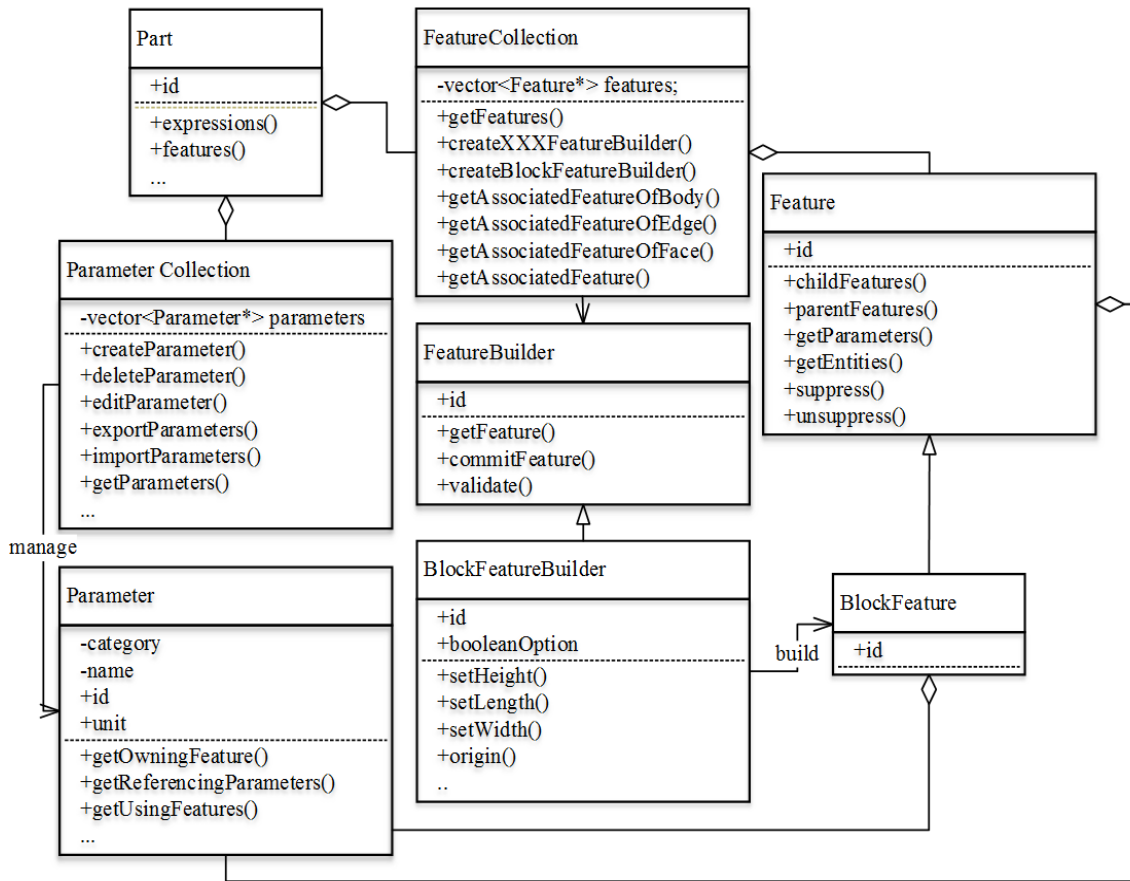 Part
+id
+expressions()
+features()
...
FeatureCollection
-vector<Feature*> features;
+getFeatures()
+createXXXFeatureBuilder()
+createBlockFeatureBuilder()
+getAssociatedFeatureOfBody()
+getAssociatedFeatureOfEdge()
+getAssociatedFeatureOfFace()
+getAssociatedFeature()
Feature
+id
+childFeatures()
+parentFeatures()
+getParameters()
+getEntities()
+suppress()
+unsuppress()
Parameter Collection
-vector<Parameter*> parameters
+createParameter()
+deleteParameter()
+editParameter()
+exportParameters()
+importParameters()
+getParameters()
...
FeatureBuilder
+id
+getFeature()
+commitFeature()
+validate()
manage
Parameter
-category
-name
+id
+unit
+getOwningFeature()
+getReferencingParameters()
+getUsingFeatures()
...
BlockFeatureBuilder
+id
+booleanOption
+setHeight()
+setLength()
+setWidth()
+origin()
..
build
BlockFeature
+id